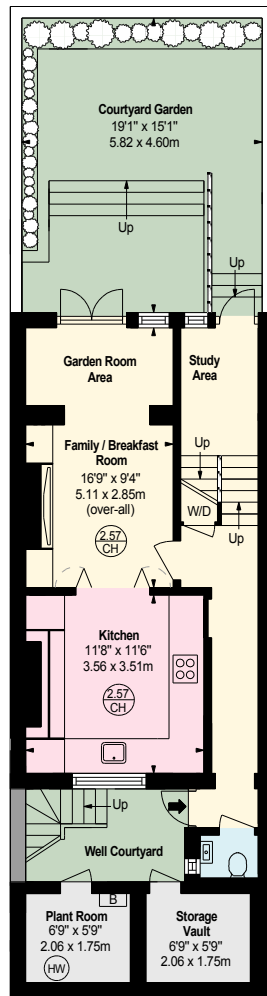 Courtyard Garden
19'1" x 15'1"
5.82 x 4.60m
Up
Up
Garden Room
Area
Study
Area
Family / Breakfast
Room
16'9" x 9'4"
5.11 x 2.85m
(over-all)
2.57
CH
Up
W/D
Up
Kitchen
11'8" x 11'6"
3.56 x 3.51m
2.57
CH
Up
Well Courtyard
B
Plant Room
6'9" x 5'9"
2.06 x 1.75m
HW
Storage
Vault
6'9" x 5'9"
2.06 x 1.75m